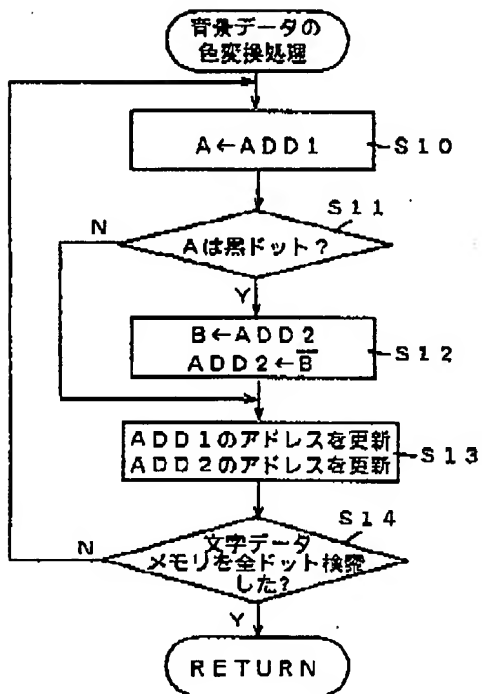 背景データの
色変換処理
A←ADD1
S10
S11
N
Aは黒ドット?
Y
B←ADD2
ADD2←B̅
S12
ADD1のアドレスを更新
ADD2のアドレスを更新
S13
S14
N
文字データ
メモリを全ドット検索
した?
Y
RETURN